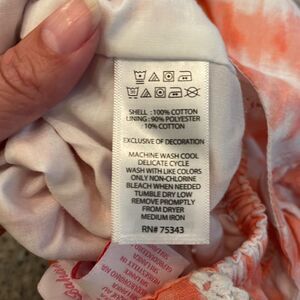 SHELL : 100% COTTON
LINING : 90% POLYESTER
10% COTTON
EXCLUSIVE OF DECORATION
MACHINE WASH COOL
DELICATE CYCLE
WASH WITH LIKE COLORS
ONLY NON-CHLORINE
BLEACH WHEN NEEDED
TUMBLE DRY LOW
REMOVE PROMPTLY
FROM DRYER
MEDIUM IRON
RN# 75343